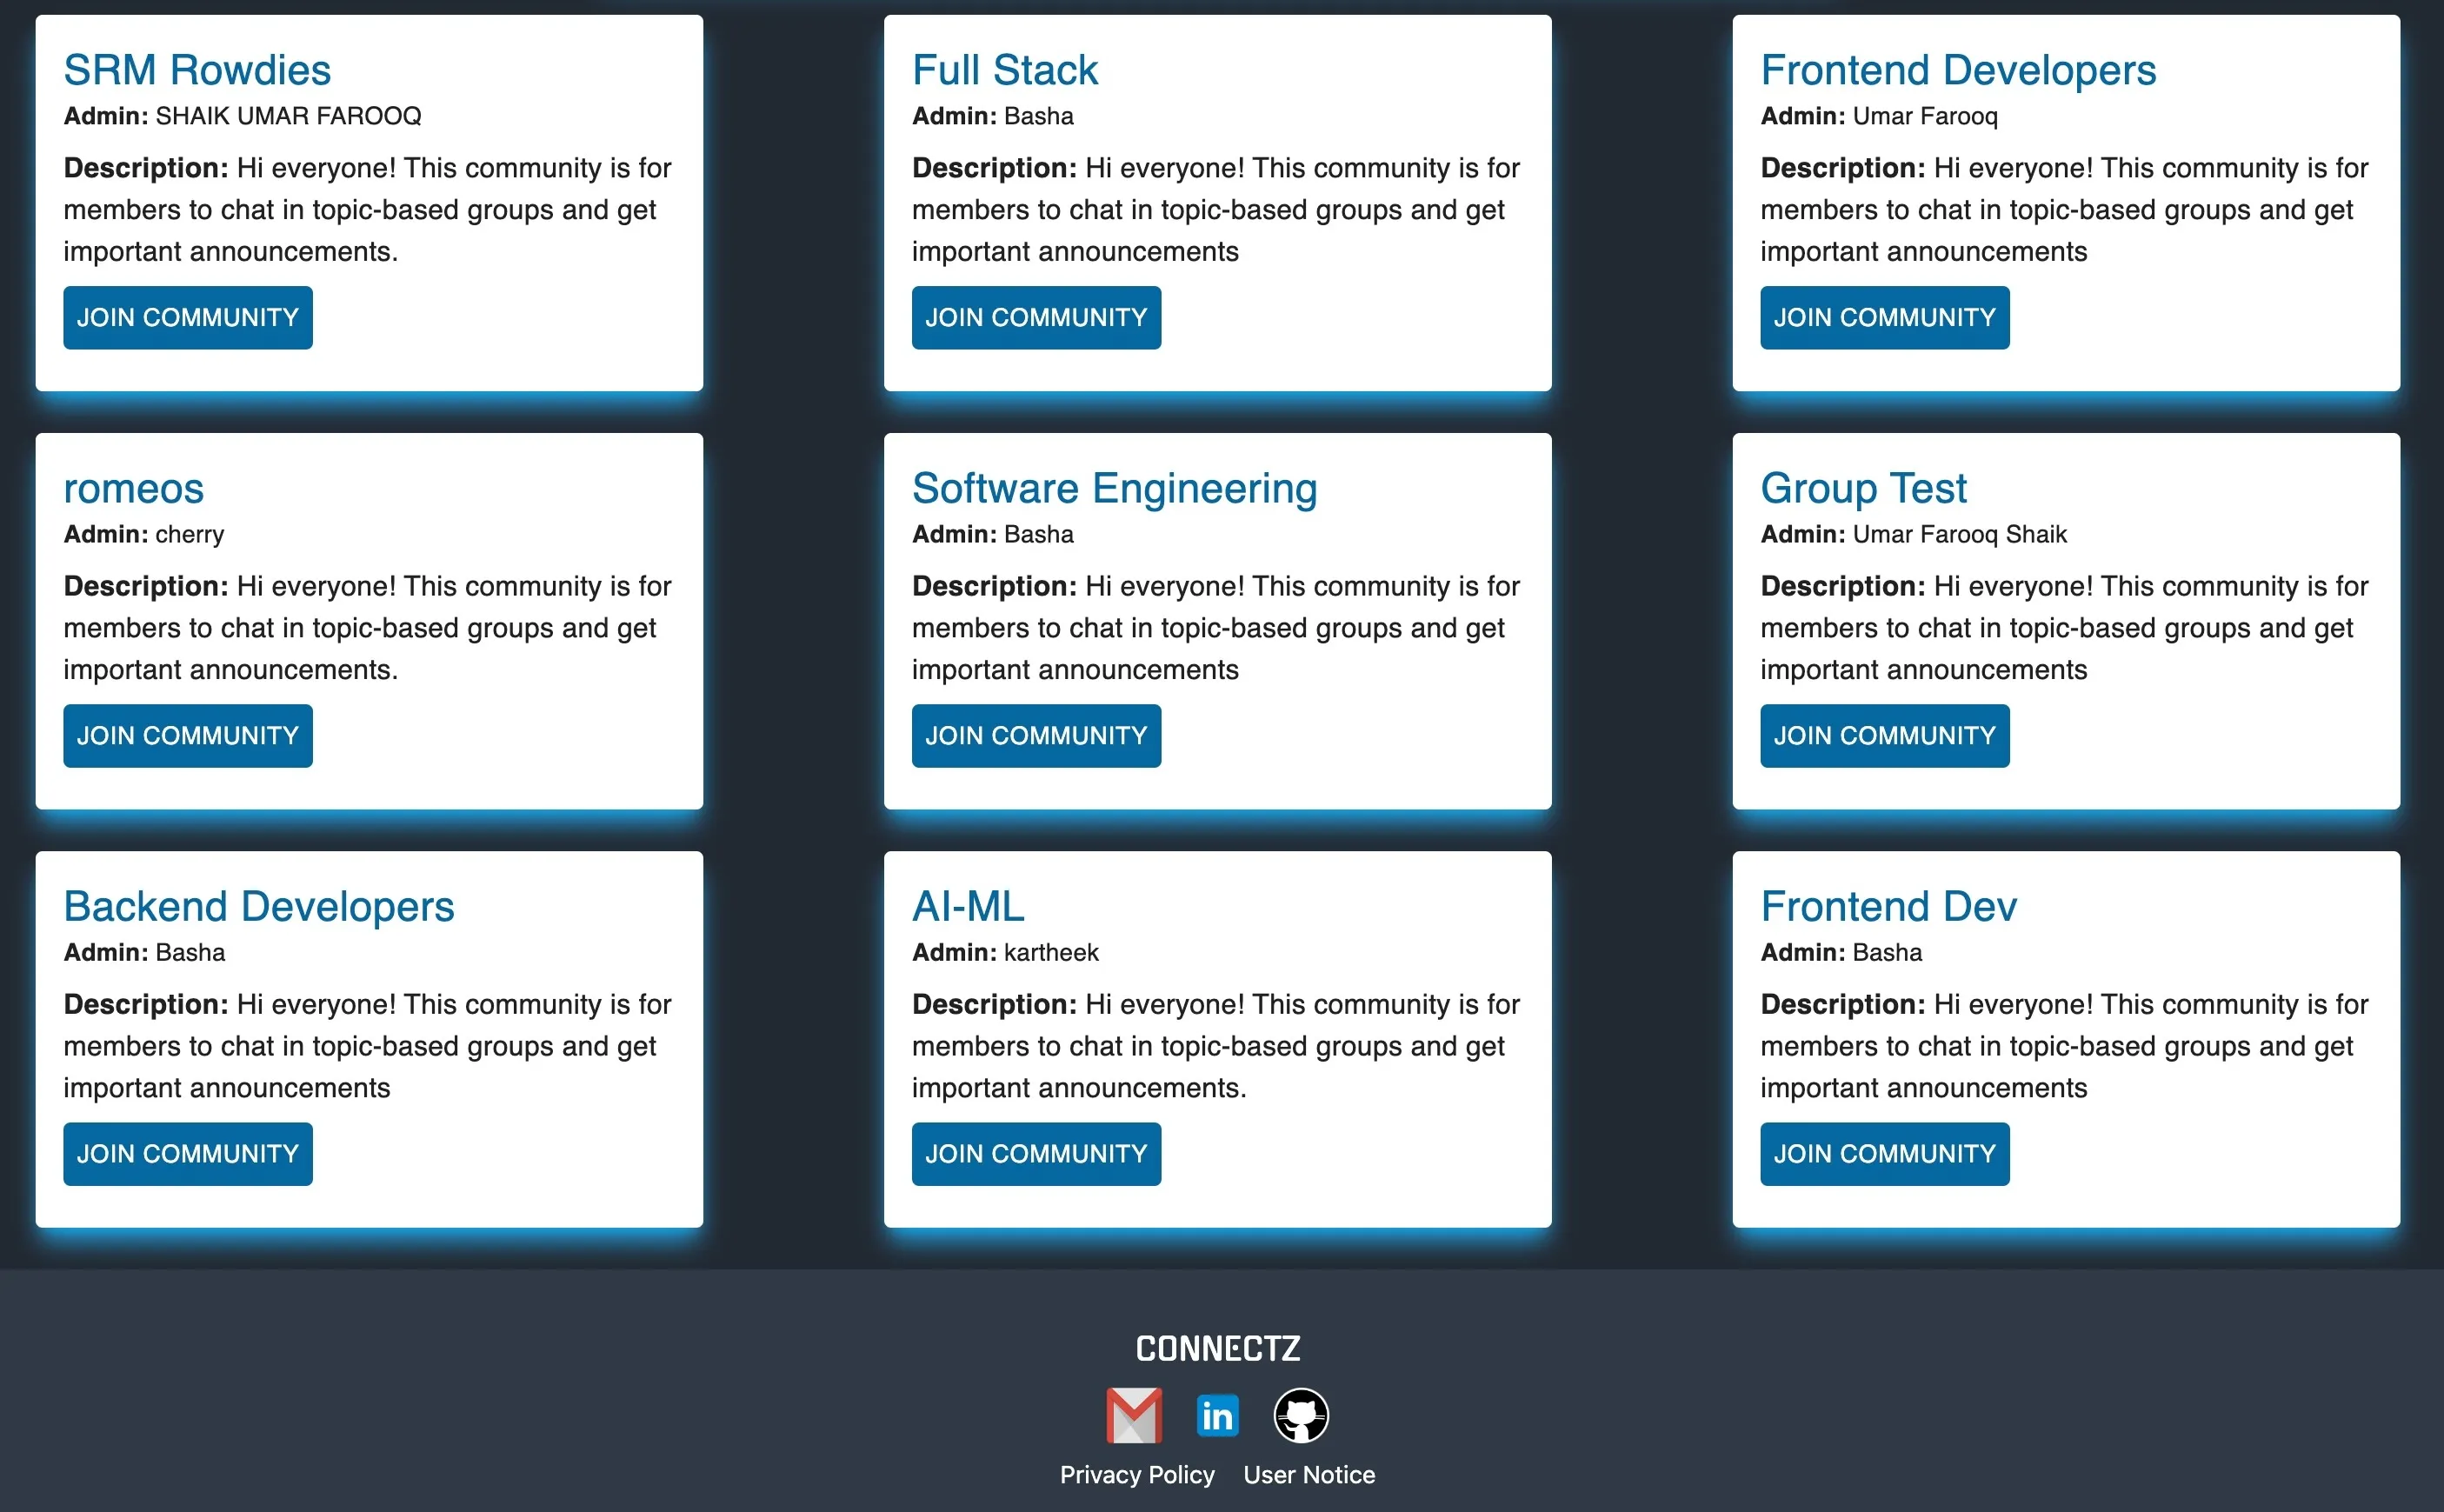 SRM Rowdies
Admin: SHAIK UMAR FAROOQ
Description: Hi everyone! This community is for
members to chat in topic-based groups and get
important announcements.
JOIN COMMUNITY
Full Stack
Admin: Basha
Description: Hi everyone! This community is for
members to chat in topic-based groups and get
important announcements
JOIN COMMUNITY
Frontend Developers
Admin: Umar Farooq
Description: Hi everyone! This community is for
members to chat in topic-based groups and get
important announcements
JOIN COMMUNITY
romeos
Admin: cherry
Description: Hi everyone! This community is for
members to chat in topic-based groups and get
important announcements.
JOIN COMMUNITY
Software Engineering
Admin: Basha
Description: Hi everyone! This community is for
members to chat in topic-based groups and get
important announcements
JOIN COMMUNITY
Group Test
Admin: Umar Farooq Shaik
Description: Hi everyone! This community is for
members to chat in topic-based groups and get
important announcements
JOIN COMMUNITY
Backend Developers
Admin: Basha
Description: Hi everyone! This community is for
members to chat in topic-based groups and get
important announcements
JOIN COMMUNITY
AI-ML
Admin: kartheek
Description: Hi everyone! This community is for
members to chat in topic-based groups and get
important announcements.
JOIN COMMUNITY
Frontend Dev
Admin: Basha
Description: Hi everyone! This community is for
members to chat in topic-based groups and get
important announcements
JOIN COMMUNITY
CONNECTZ
in
Privacy Policy User Notice